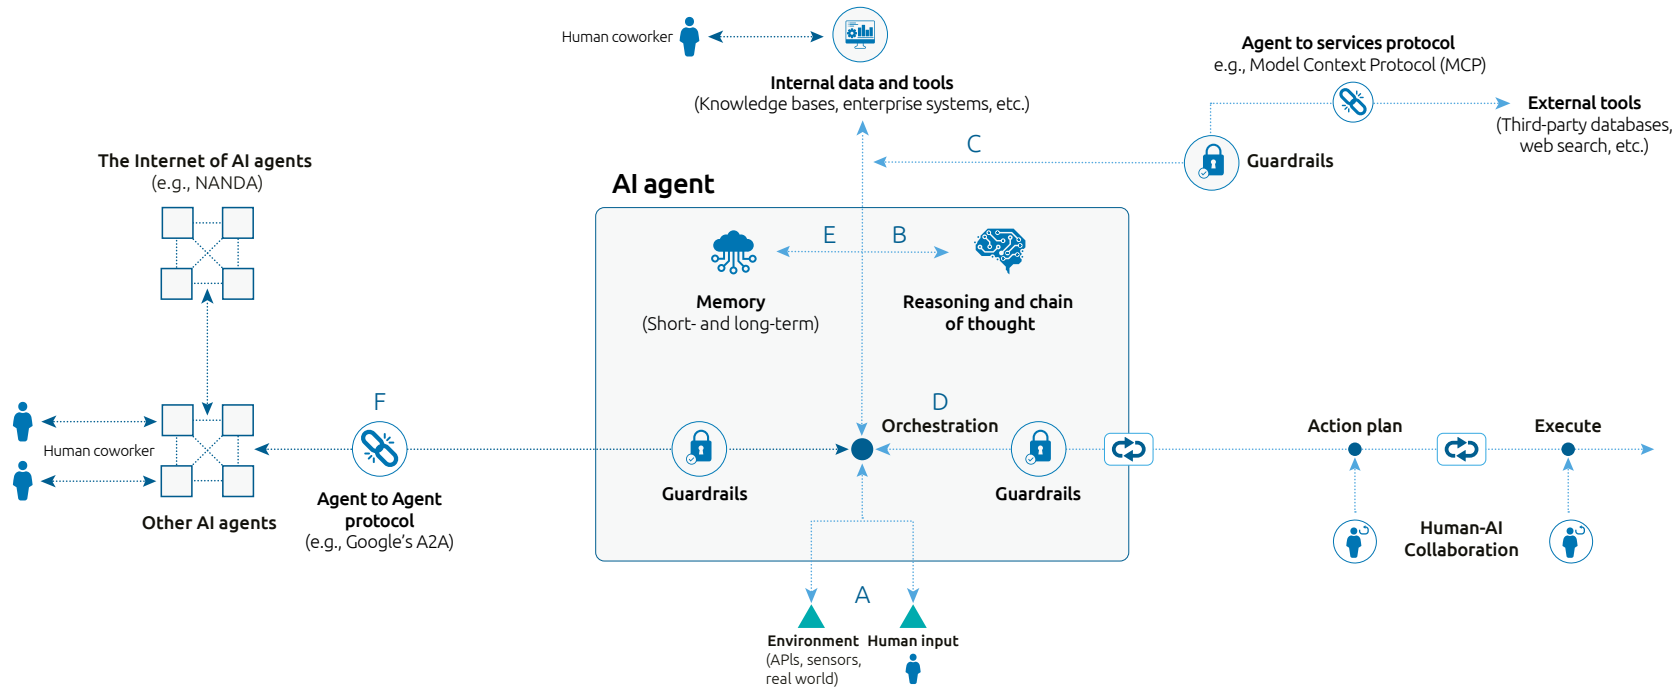 Human coworker
Internal data and tools
(Knowledge bases, enterprise systems, etc.)
Agent to services protocol
e.g., Model Context Protocol (MCP)
External tools
(Third-party databases,
web search, etc.)
C
Guardrails
The Internet of AI agents
(e.g., NANDA)
AI agent
E
B
Memory
(Short- and long-term)
Reasoning and chain
of thought
F
D
Orchestration
Human coworker
Guardrails
Guardrails
Action plan
Execute
Other AI agents
Agent to Agent
protocol
(e.g., Google's A2A)
Human-AI
Collaboration
A
Environment
(APIs, sensors,
real world)
Human input